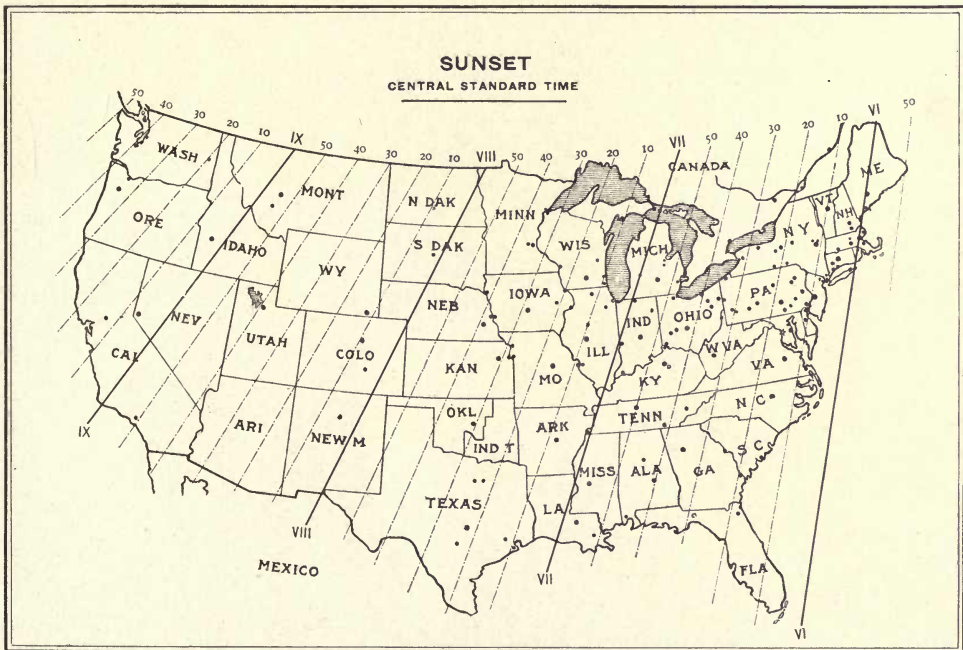 SUNSET
CENTRAL STANDARD TIME
50 40 30 20 10 IX 50 40 30 20 10 VIII 50 40 30 20 10 VII 50 40 30 20 10 VI 50
CANADA
WASH
ORE
IDAHO
MONT
N DAK
S DAK
MINN
WIS
MICH
WY
NEB
IOWA
NEV
UTAH
COLO
KAN
MO
ILL
IND
OHIO
PA
N Y
VT
NH
ME
CAL
ARI
NEW M
OKL
IND T
ARK
KY
W VA
VA
TENN
N C
S C
TEXAS
LA
MISS
ALA
GA
FLA
MEXICO
IX
VIII
VII
VI